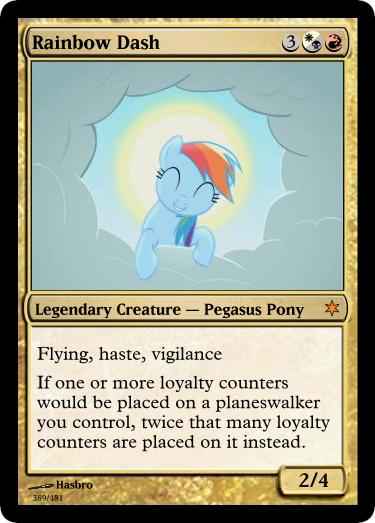 Rainbow Dash 3
Legendary Creature — Pegasus Pony
Flying, haste, vigilance
If one or more loyalty counters
would be placed on a planeswalker
you control, twice that many loyalty
counters are placed on it instead.
2/4
Hasbro
389/481